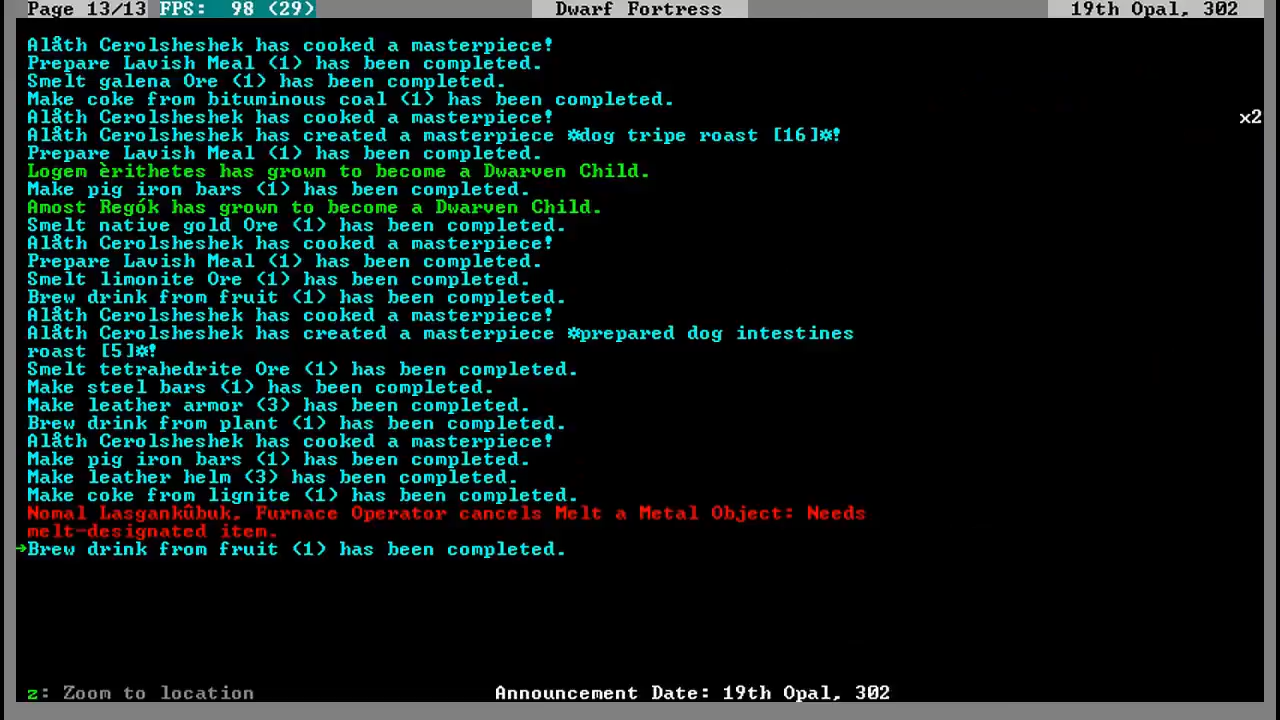 Page 13/13 FPS: 98 (29) Dwarf Fortress 19th Opal, 302
Alåth Cerolsheshek has cooked a masterpiece!
Prepare Lavish Meal (1) has been completed.
Smelt galena Ore (1) has been completed.
Make coke from bituminous coal (1) has been completed.
Alåth Cerolsheshek has cooked a masterpiece! x2
Alåth Cerolsheshek has created a masterpiece ☼dog tripe roast [16]☼!
Prepare Lavish Meal (1) has been completed.
Logem èrithetes has grown to become a Dwarven Child.
Make pig iron bars (1) has been completed.
Amost Regók has grown to become a Dwarven Child.
Smelt native gold Ore (1) has been completed.
Alåth Cerolsheshek has cooked a masterpiece!
Prepare Lavish Meal (1) has been completed.
Smelt limonite Ore (1) has been completed.
Brew drink from fruit (1) has been completed.
Alåth Cerolsheshek has cooked a masterpiece!
Alåth Cerolsheshek has created a masterpiece ☼prepared dog intestines
roast [5]☼!
Smelt tetrahedrite Ore (1) has been completed.
Make steel bars (1) has been completed.
Make leather armor (3) has been completed.
Brew drink from plant (1) has been completed.
Alåth Cerolsheshek has cooked a masterpiece!
Make pig iron bars (1) has been completed.
Make leather helm (3) has been completed.
Make coke from lignite (1) has been completed.
Nomal Lasgankûbuk, Furnace Operator cancels Melt a Metal Object: Needs
melt-designated item.
→Brew drink from fruit (1) has been completed.
z: Zoom to location Announcement Date: 19th Opal, 302